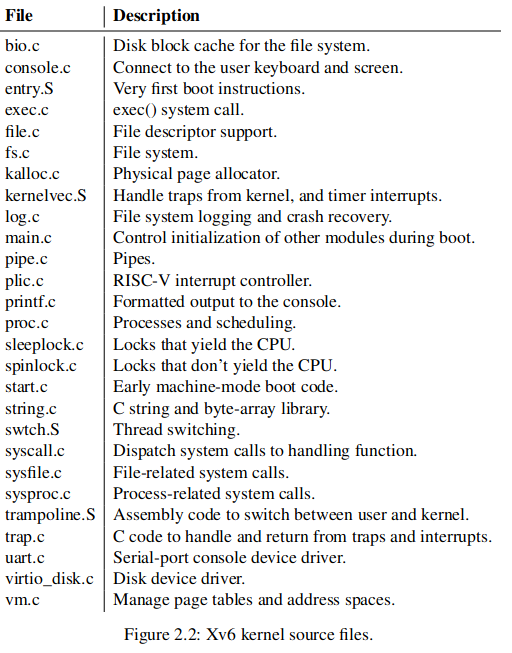 File Description
bio.c Disk block cache for the file system.
console.c Connect to the user keyboard and screen.
entry.S Very first boot instructions.
exec.c exec() system call.
file.c File descriptor support.
fs.c File system.
kalloc.c Physical page allocator.
kernelvec.S Handle traps from kernel, and timer interrupts.
log.c File system logging and crash recovery.
main.c Control initialization of other modules during boot.
pipe.c Pipes.
plic.c RISC-V interrupt controller.
printf.c Formatted output to the console.
proc.c Processes and scheduling.
sleeplock.c Locks that yield the CPU.
spinlock.c Locks that don’t yield the CPU.
start.c Early machine-mode boot code.
string.c C string and byte-array library.
swtch.S Thread switching.
syscall.c Dispatch system calls to handling function.
sysfile.c File-related system calls.
sysproc.c Process-related system calls.
trampoline.S Assembly code to switch between user and kernel.
trap.c C code to handle and return from traps and interrupts.
uart.c Serial-port console device driver.
virtio_disk.c Disk device driver.
vm.c Manage page tables and address spaces.
Figure 2.2: Xv6 kernel source files.